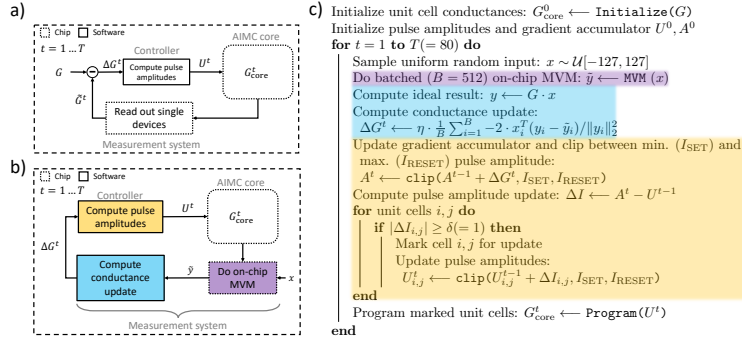 a)
Chip
Software
t = 1 … T
Controller
AIMC core
G
ΔG^t
Compute pulse
amplitudes
U^t
G^t_core
G̃^t
Read out single
devices
Measurement system
b)
Chip
Software
t = 1 … T
Controller
AIMC core
Compute pulse
amplitudes
U^t
G^t_core
ΔG^t
Compute
conductance
update
ỹ
Do on-chip
MVM
x
Measurement system
c)
Initialize unit cell conductances: G^0_core ⟵ Initialize(G)
Initialize pulse amplitudes and gradient accumulator U^0, A^0
for t = 1 to T(= 80) do
Sample uniform random input: x ∼ U[-127, 127]
Do batched (B = 512) on-chip MVM: ỹ ⟵ MVM (x)
Compute ideal result: y ⟵ G · x
Compute conductance update:
ΔG^t ⟵ η · 1/B ∑^B_{i=1} -2 · x_i^T (y_i - ỹ_i)/‖y_i‖^2_2
Update gradient accumulator and clip between min. (I_SET) and
max. (I_RESET) pulse amplitude:
A^t ⟵ clip(A^{t-1} + ΔG^t, I_SET, I_RESET)
Compute pulse amplitude update: ΔI ⟵ A^t - U^{t-1}
for unit cells i, j do
if |ΔI_{i,j}| ≥ δ(= 1) then
Mark cell i, j for update
Update pulse amplitudes:
U^t_{i,j} ⟵ clip(U^{t-1}_{i,j} + ΔI_{i,j}, I_SET, I_RESET)
end
Program marked unit cells: G^t_core ⟵ Program(U^t)
end